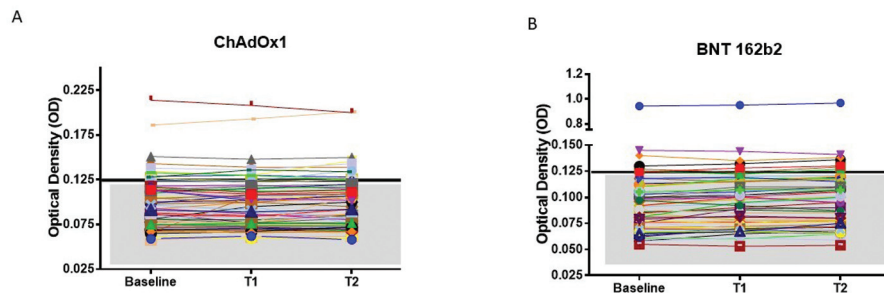 A
ChAdOx1
Optical Density (OD)
0.225
0.175
0.125
0.075
0.025
Baseline T1 T2
B
BNT 162b2
Optical Density (OD)
1.2
1.0
0.8
0.6
0.150
0.125
0.100
0.075
0.050
0.025
Baseline T1 T2